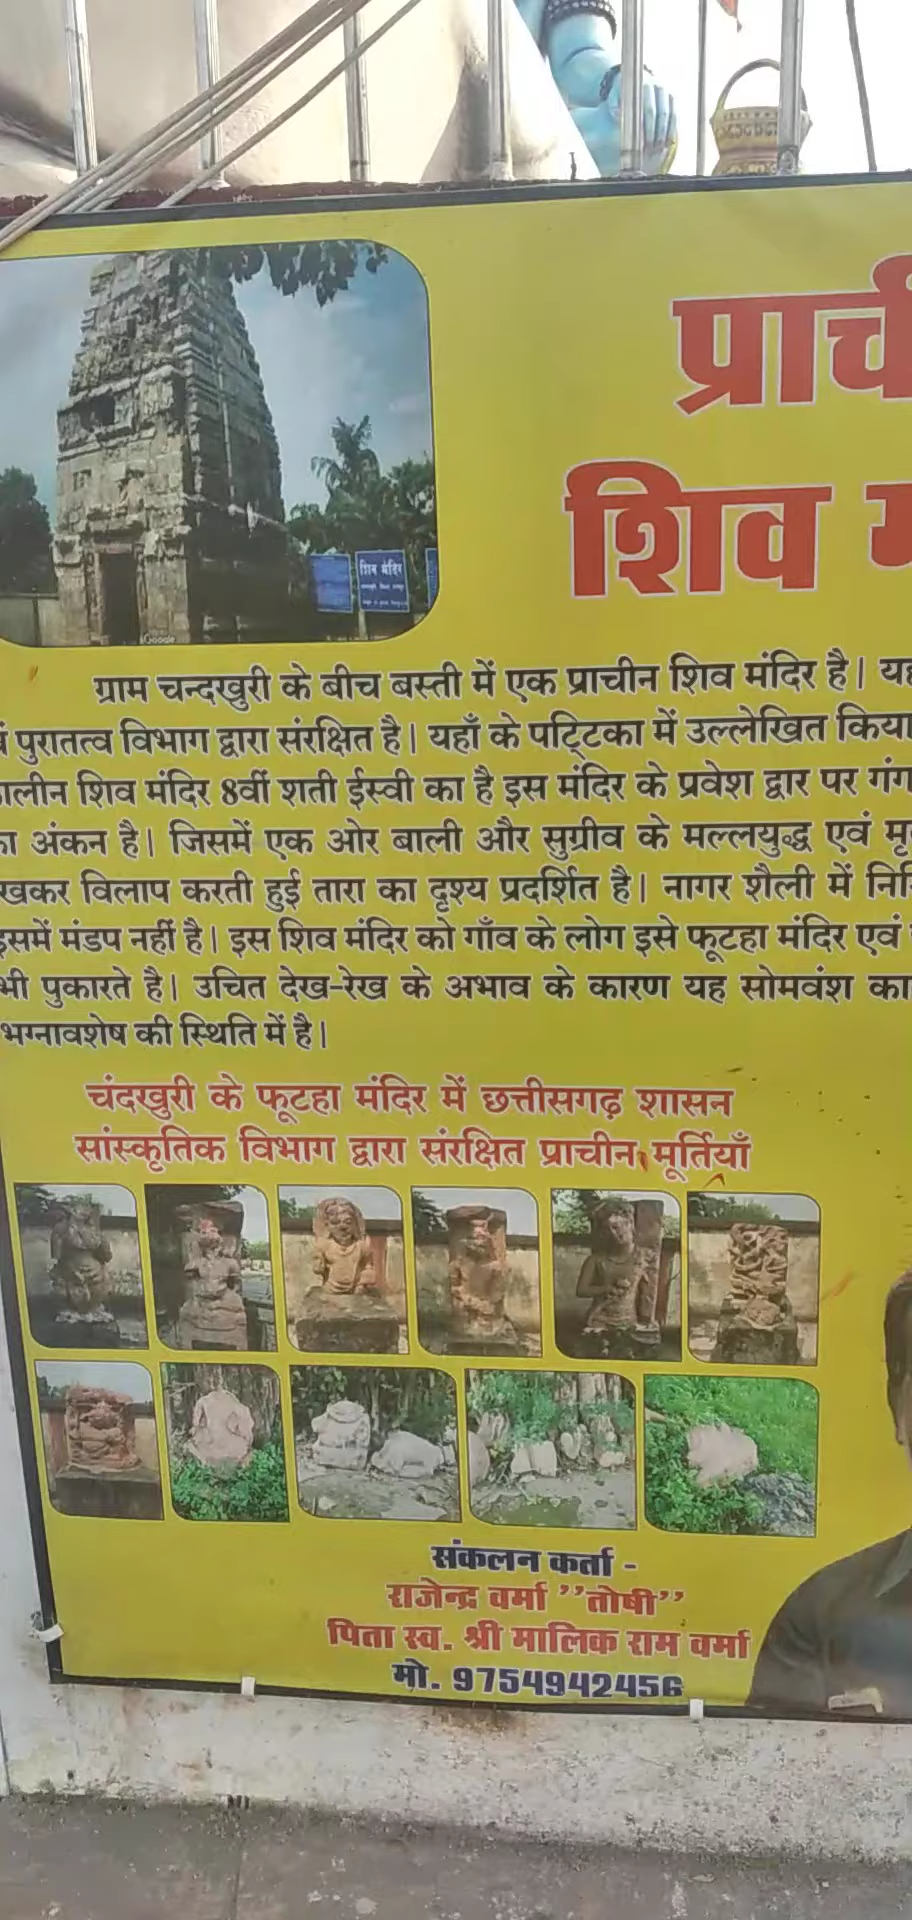 प्राची
शिव
शिव मंदिर
Google
ग्राम चन्दखुरी के बीच बस्ती में एक प्राचीन शिव मंदिर है। यह
पुरातत्व विभाग द्वारा संरक्षित है। यहाँ के पट्टिका में उल्लेखित किया
ालीन शिव मंदिर 8वीं शती ईस्वी का है इस मंदिर के प्रवेश द्वार पर गंग
ा अंकन है। जिसमें एक ओर बाली और सुग्रीव के मल्लयुद्ध एवं मृ
खकर विलाप करती हुई तारा का दृश्य प्रदर्शित है। नागर शैली में निर्मि
इसमें मंडप नहीं है। इस शिव मंदिर को गाँव के लोग इसे फूटहा मंदिर एवं
भी पुकारते है। उचित देख-रेख के अभाव के कारण यह सोमवंश का
भग्नावशेष की स्थिति में है।
चंदखुरी के फूटहा मंदिर में छत्तीसगढ़ शासन
सांस्कृतिक विभाग द्वारा संरक्षित प्राचीन मूर्तियाँ
संकलन कर्ता -
राजेन्द्र वर्मा ’’तोषी’’
पिता स्व. श्री मालिक राम वर्मा
मो. 9754942456